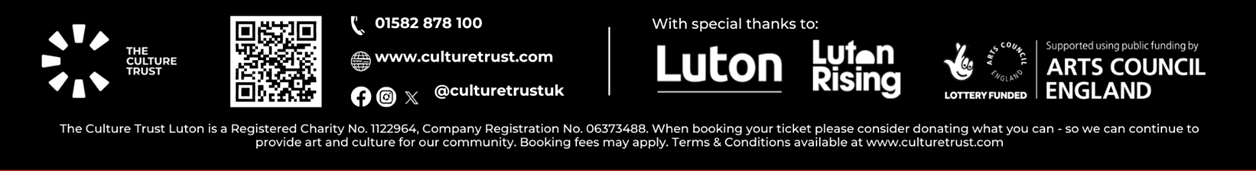 THE
CULTURE
TRUST
01582 878 100
www.culturetrust.com
@culturetrustuk
With special thanks to:
Luton
Luton
Rising
LOTTERY FUNDED
ARTS COUNCIL
ENGLAND
Supported using public funding by
ARTS COUNCIL
ENGLAND
The Culture Trust Luton is a Registered Charity No. 1122964, Company Registration No. 06373488. When booking your ticket please consider donating what you can - so we can continue to
provide art and culture for our community. Booking fees may apply. Terms & Conditions available at www.culturetrust.com